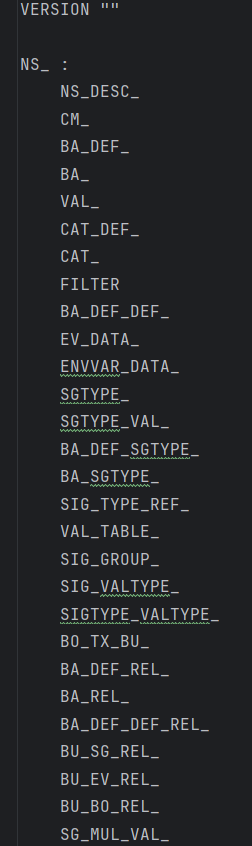 VERSION ""
NS_ :
NS_DESC_
CM_
BA_DEF_
BA_
VAL_
CAT_DEF_
CAT_
FILTER
BA_DEF_DEF_
EV_DATA_
ENVVAR_DATA_
SGTYPE_
SGTYPE_VAL_
BA_DEF_SGTYPE_
BA_SGTYPE_
SIG_TYPE_REF_
VAL_TABLE_
SIG_GROUP_
SIG_VALTYPE_
SIGTYPE_VALTYPE_
BO_TX_BU_
BA_DEF_REL_
BA_REL_
BA_DEF_DEF_REL_
BU_SG_REL_
BU_EV_REL_
BU_BO_REL_
SG_MUL_VAL_